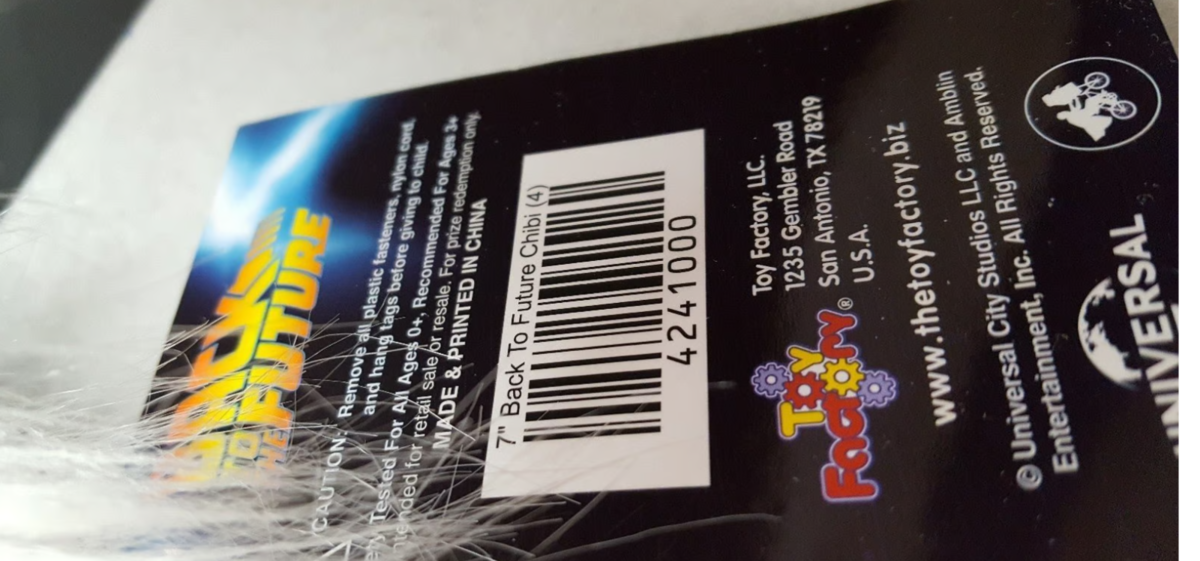 BACK
TO
THE FUTURE
CAUTION: Remove all plastic fasteners, nylon cord,
and hang tags before giving to child.
Tested For All Ages 0+, Recommended For Ages 3+
for retail sale or resale. For prize redemption only.
MADE & PRINTED IN CHINA
7" Back To Future Chibi (4)
4241000
Toy Factory, LLC.
1235 Gembler Road
San Antonio, TX 78219
U.S.A.
Toy
Factory®
www.thetoyfactory.biz
© Universal City Studios LLC and Amblin
Entertainment, Inc. All Rights Reserved.
UNIVERSAL